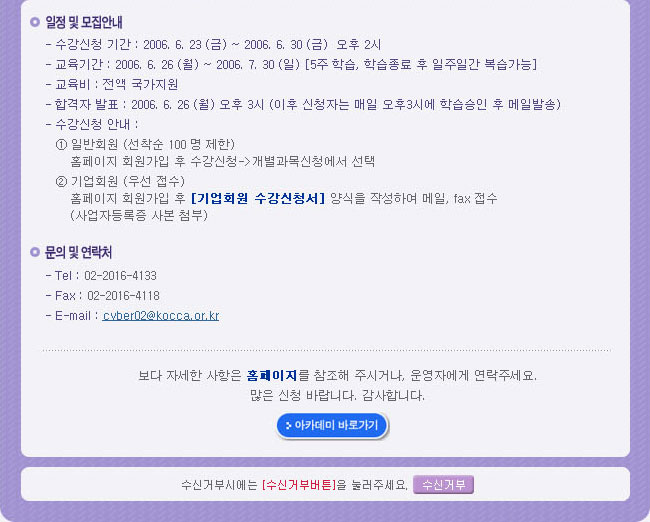 일정 및 모집안내
- 수강신청 기간 : 2006. 6. 23 (금) ~ 2006. 6. 30 (금) 오후 2시
- 교육기간 : 2006. 6. 26 (월) ~ 2006. 7. 30 (일) [5주 학습, 학습종료 후 일주일간 복습가능]
- 교육비 : 전액 국가지원
- 합격자 발표 : 2006. 6. 26 (월) 오후 3시 (이후 신청자는 매일 오후3시에 학습승인 후 메일발송)
- 수강신청 안내 :
① 일반회원 (선착순 100 명 제한)
홈페이지 회원가입 후 수강신청->개별과목신청에서 선택
② 기업회원 (우선 접수)
홈페이지 회원가입 후 [기업회원 수강신청서] 양식을 작성하여 메일, fax 접수
(사업자등록증 사본 첨부)
문의 및 연락처
- Tel : 02-2016-4133
- Fax : 02-2016-4118
- E-mail : cyber02@kocca.or.kr
보다 자세한 사항은 홈페이지를 참조해 주시거나, 운영자에게 연락주세요.
많은 신청 바랍니다. 감사합니다.
아카데미 바로가기
수신거부시에는 [수신거부버튼]을 눌러주세요. 수신거부